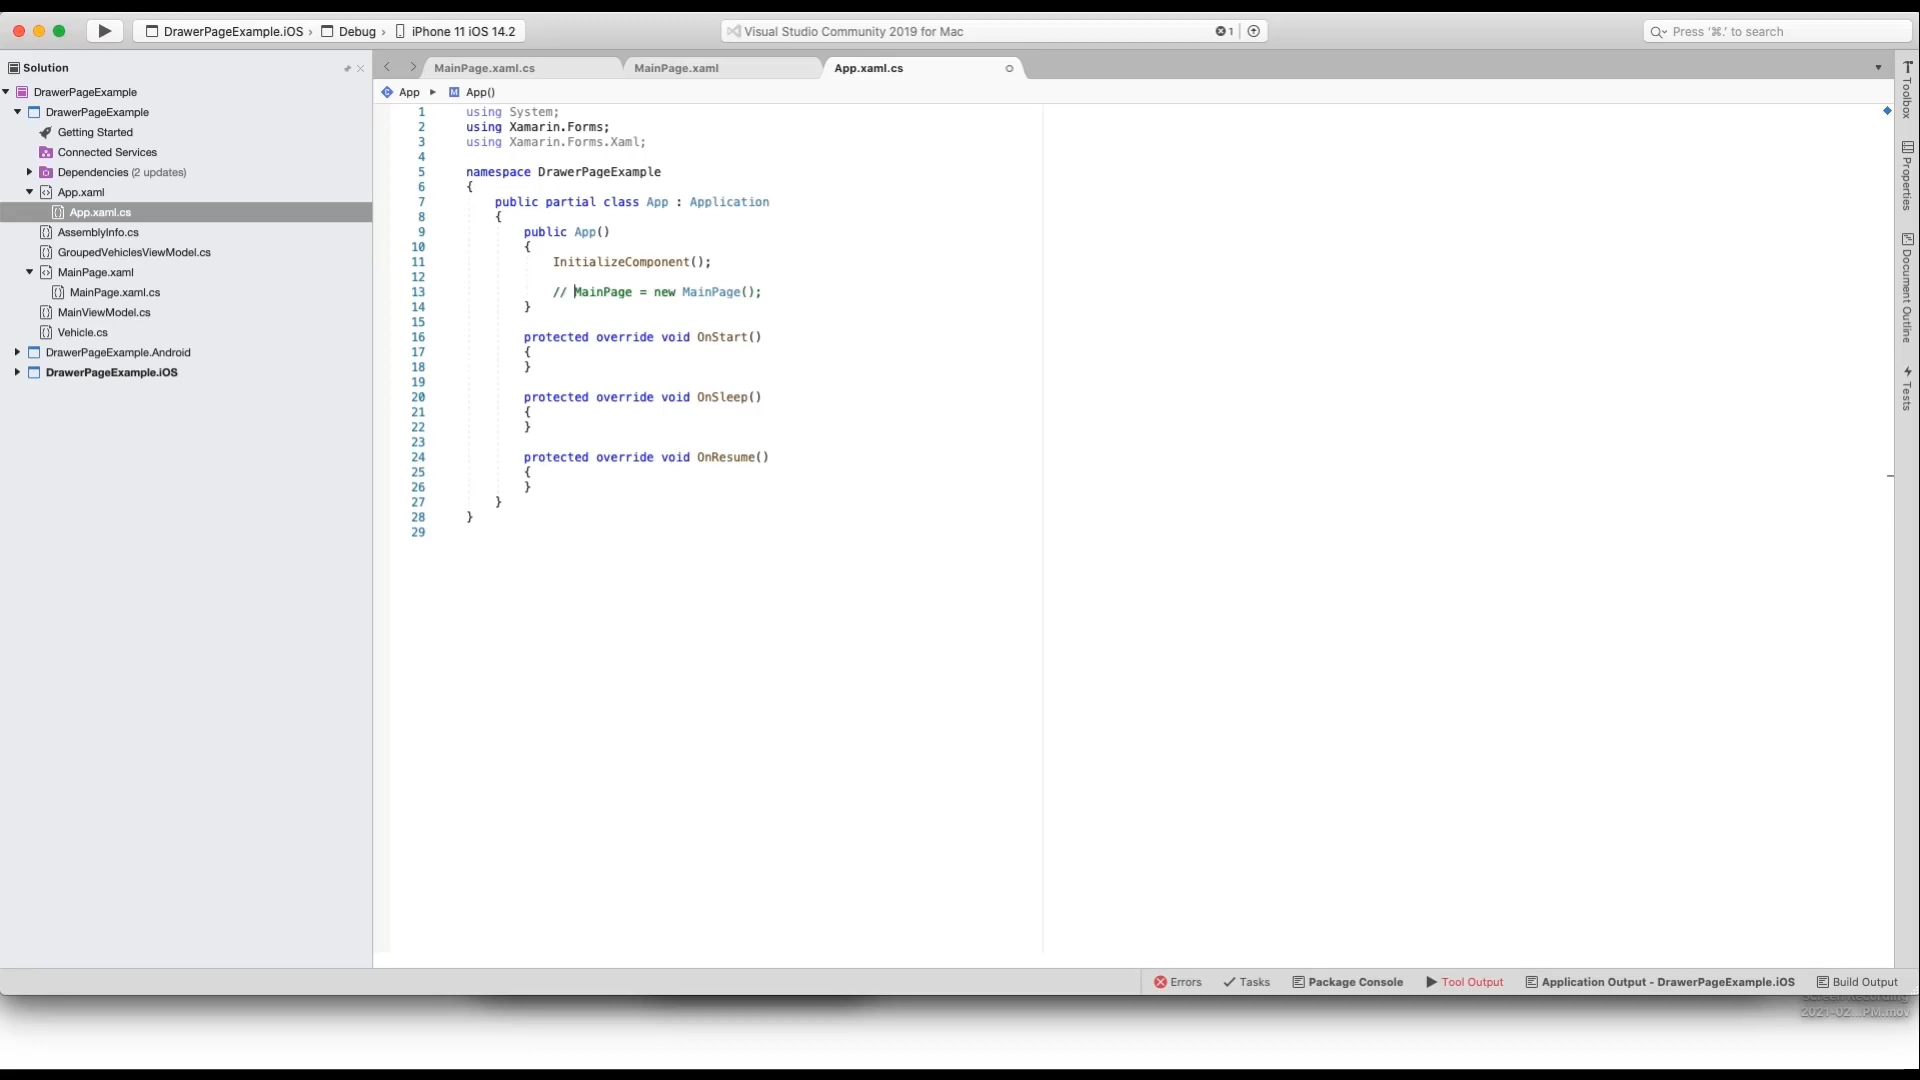 DrawerPageExample.iOS › Debug › iPhone 11 iOS 14.2
Visual Studio Community 2019 for Mac
1
Press '⌘.' to search
Solution
DrawerPageExample
DrawerPageExample
Getting Started
Connected Services
Dependencies (2 updates)
App.xaml
App.xaml.cs
AssemblyInfo.cs
GroupedVehiclesViewModel.cs
MainPage.xaml
MainPage.xaml.cs
MainViewModel.cs
Vehicle.cs
DrawerPageExample.Android
DrawerPageExample.iOS
MainPage.xaml.cs
MainPage.xaml
App.xaml.cs
App
App()
1 using System;
2 using Xamarin.Forms;
3 using Xamarin.Forms.Xaml;
4
5 namespace DrawerPageExample
6 {
7 public partial class App : Application
8 {
9 public App()
10 {
11 InitializeComponent();
12
13 // MainPage = new MainPage();
14 }
15
16 protected override void OnStart()
17 {
18 }
19
20 protected override void OnSleep()
21 {
22 }
23
24 protected override void OnResume()
25 {
26 }
27 }
28 }
29
Toolbox
Properties
Document Outline
Tests
Errors
Tasks
Package Console
Tool Output
Application Output - DrawerPageExample.iOS
Build Output
Screen Recording
2021-02...PM.mov